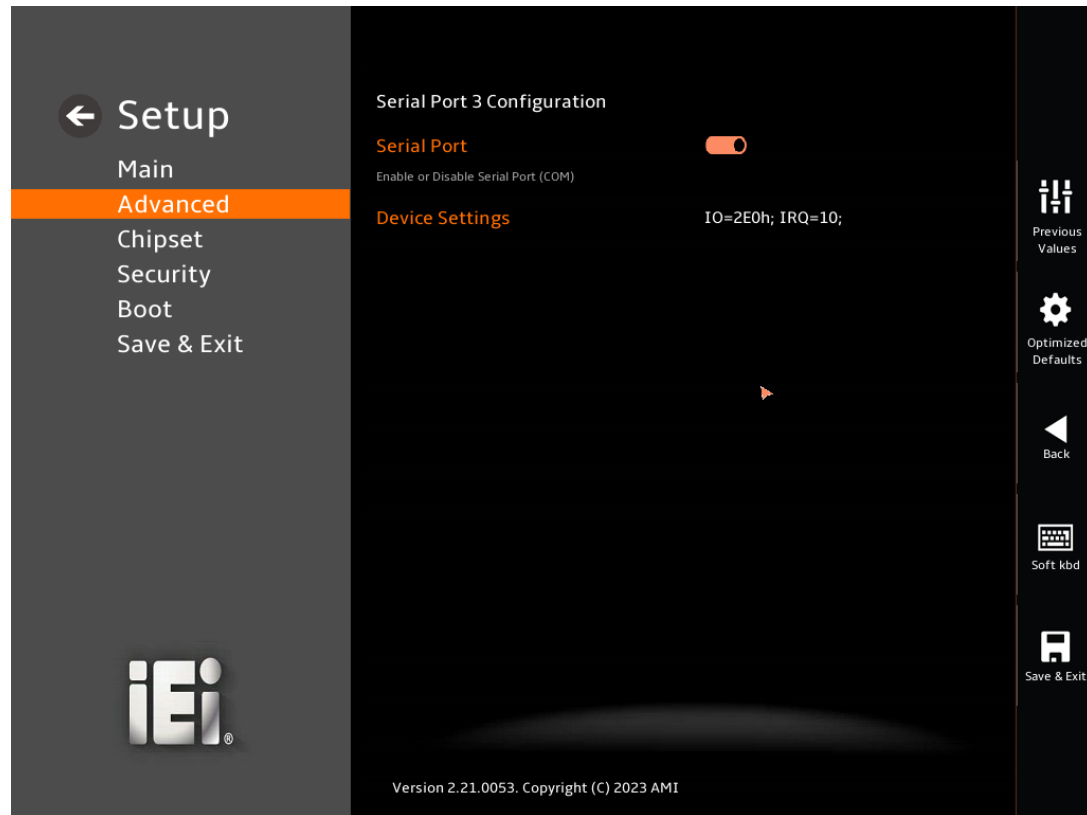 Setup
Main
Advanced
Chipset
Security
Boot
Save & Exit
iEi®
Serial Port 3 Configuration
Serial Port
Enable or Disable Serial Port (COM)
Device Settings IO=2E0h; IRQ=10;
Version 2.21.0053. Copyright (C) 2023 AMI
Previous
Values
Optimized
Defaults
Back
Soft kbd
Save & Exit